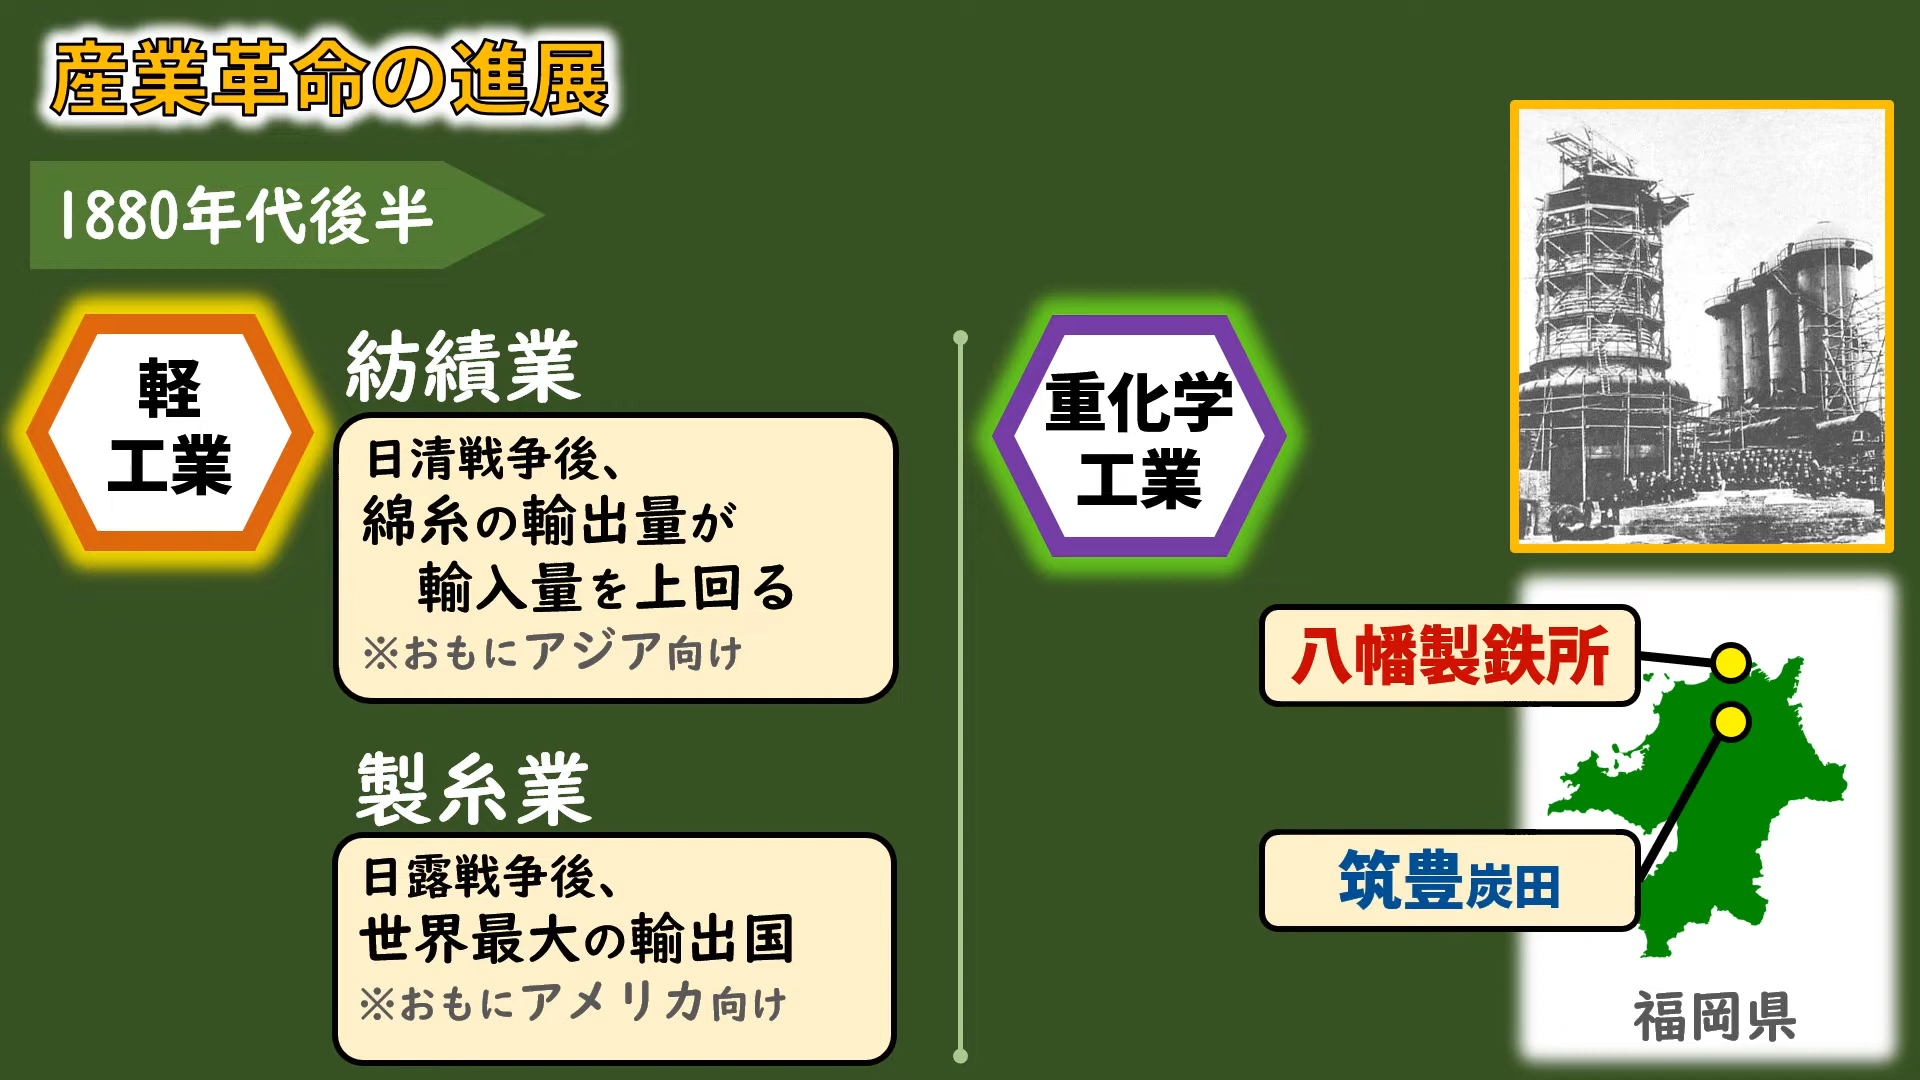 産業革命の進展
1880年代後半
軽
工業
紡績業
日清戦争後、
綿糸の輸出量が
輸入量を上回る
※おもにアジア向け
製糸業
日露戦争後、
世界最大の輸出国
※おもにアメリカ向け
重化学
工業
八幡製鉄所
筑豊炭田
福岡県